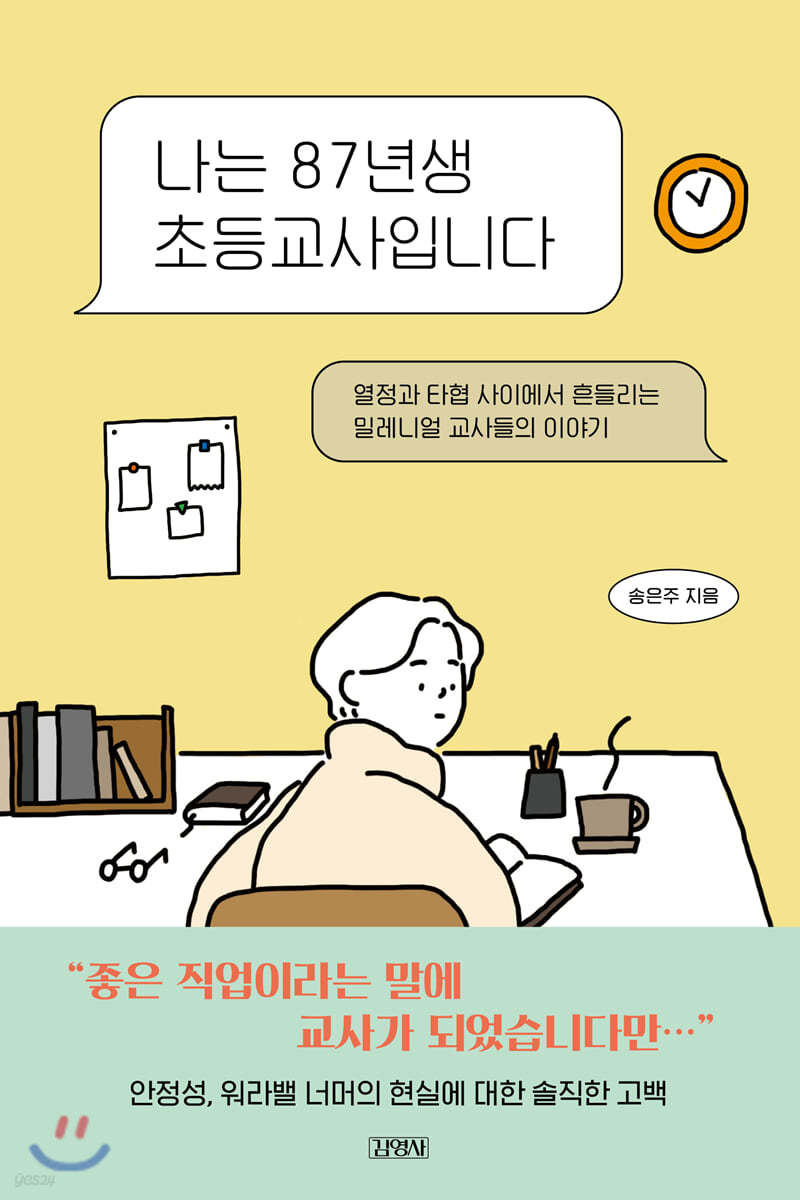 나는 87년생
초등교사입니다
열정과 타협 사이에서 흔들리는
밀레니얼 교사들의 이야기
송은주 지음
“좋은 직업이라는 말에
교사가 되었습니다만…”
안정성, 워라밸 너머의 현실에 대한 솔직한 고백
김영사
yes24